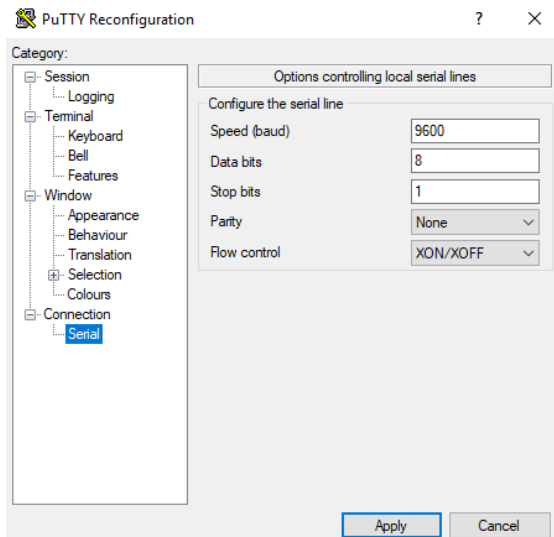 PuTTY Reconfiguration
?
Category:
Session
Logging
Terminal
Keyboard
Bell
Features
Window
Appearance
Behaviour
Translation
Selection
Colours
Connection
Serial
Options controlling local serial lines
Configure the serial line
Speed (baud) 9600
Data bits 8
Stop bits 1
Parity None
Flow control XON/XOFF
Apply Cancel